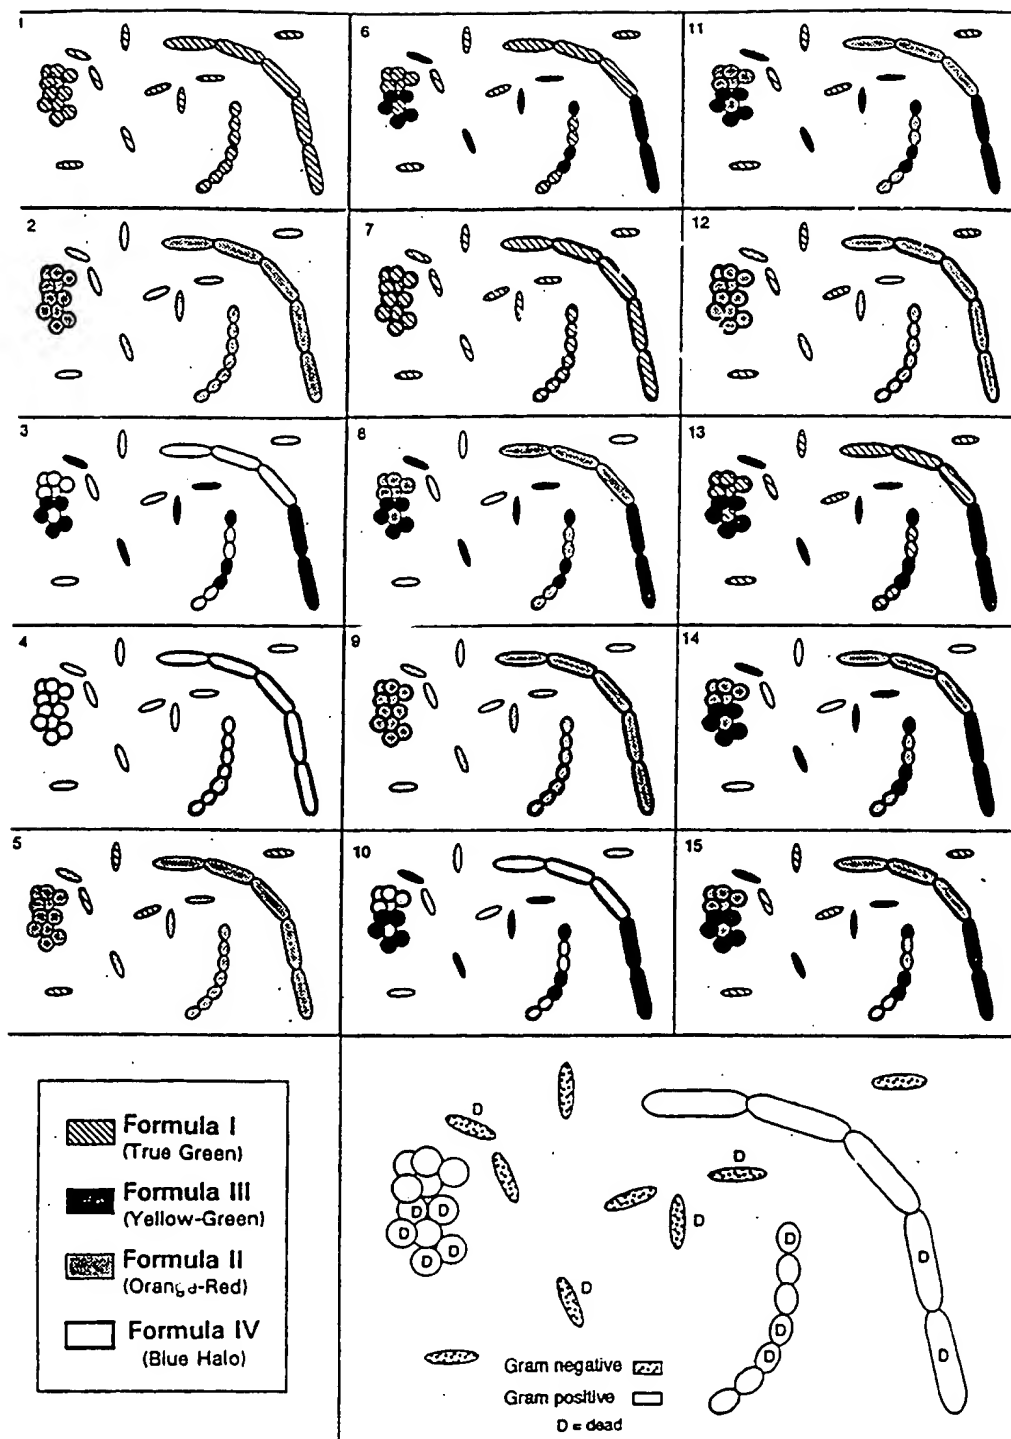 1
6
11
2
7
12
3
8
13
4
9
14
5
10
15
Formula I
(True Green)
Formula III
(Yellow-Green)
Formula II
(Orange-Red)
Formula IV
(Blue Halo)
D
D
D
D
D
D
D
D
D
D
D
D
D
D
Gram negative
Gram positive
D = dead